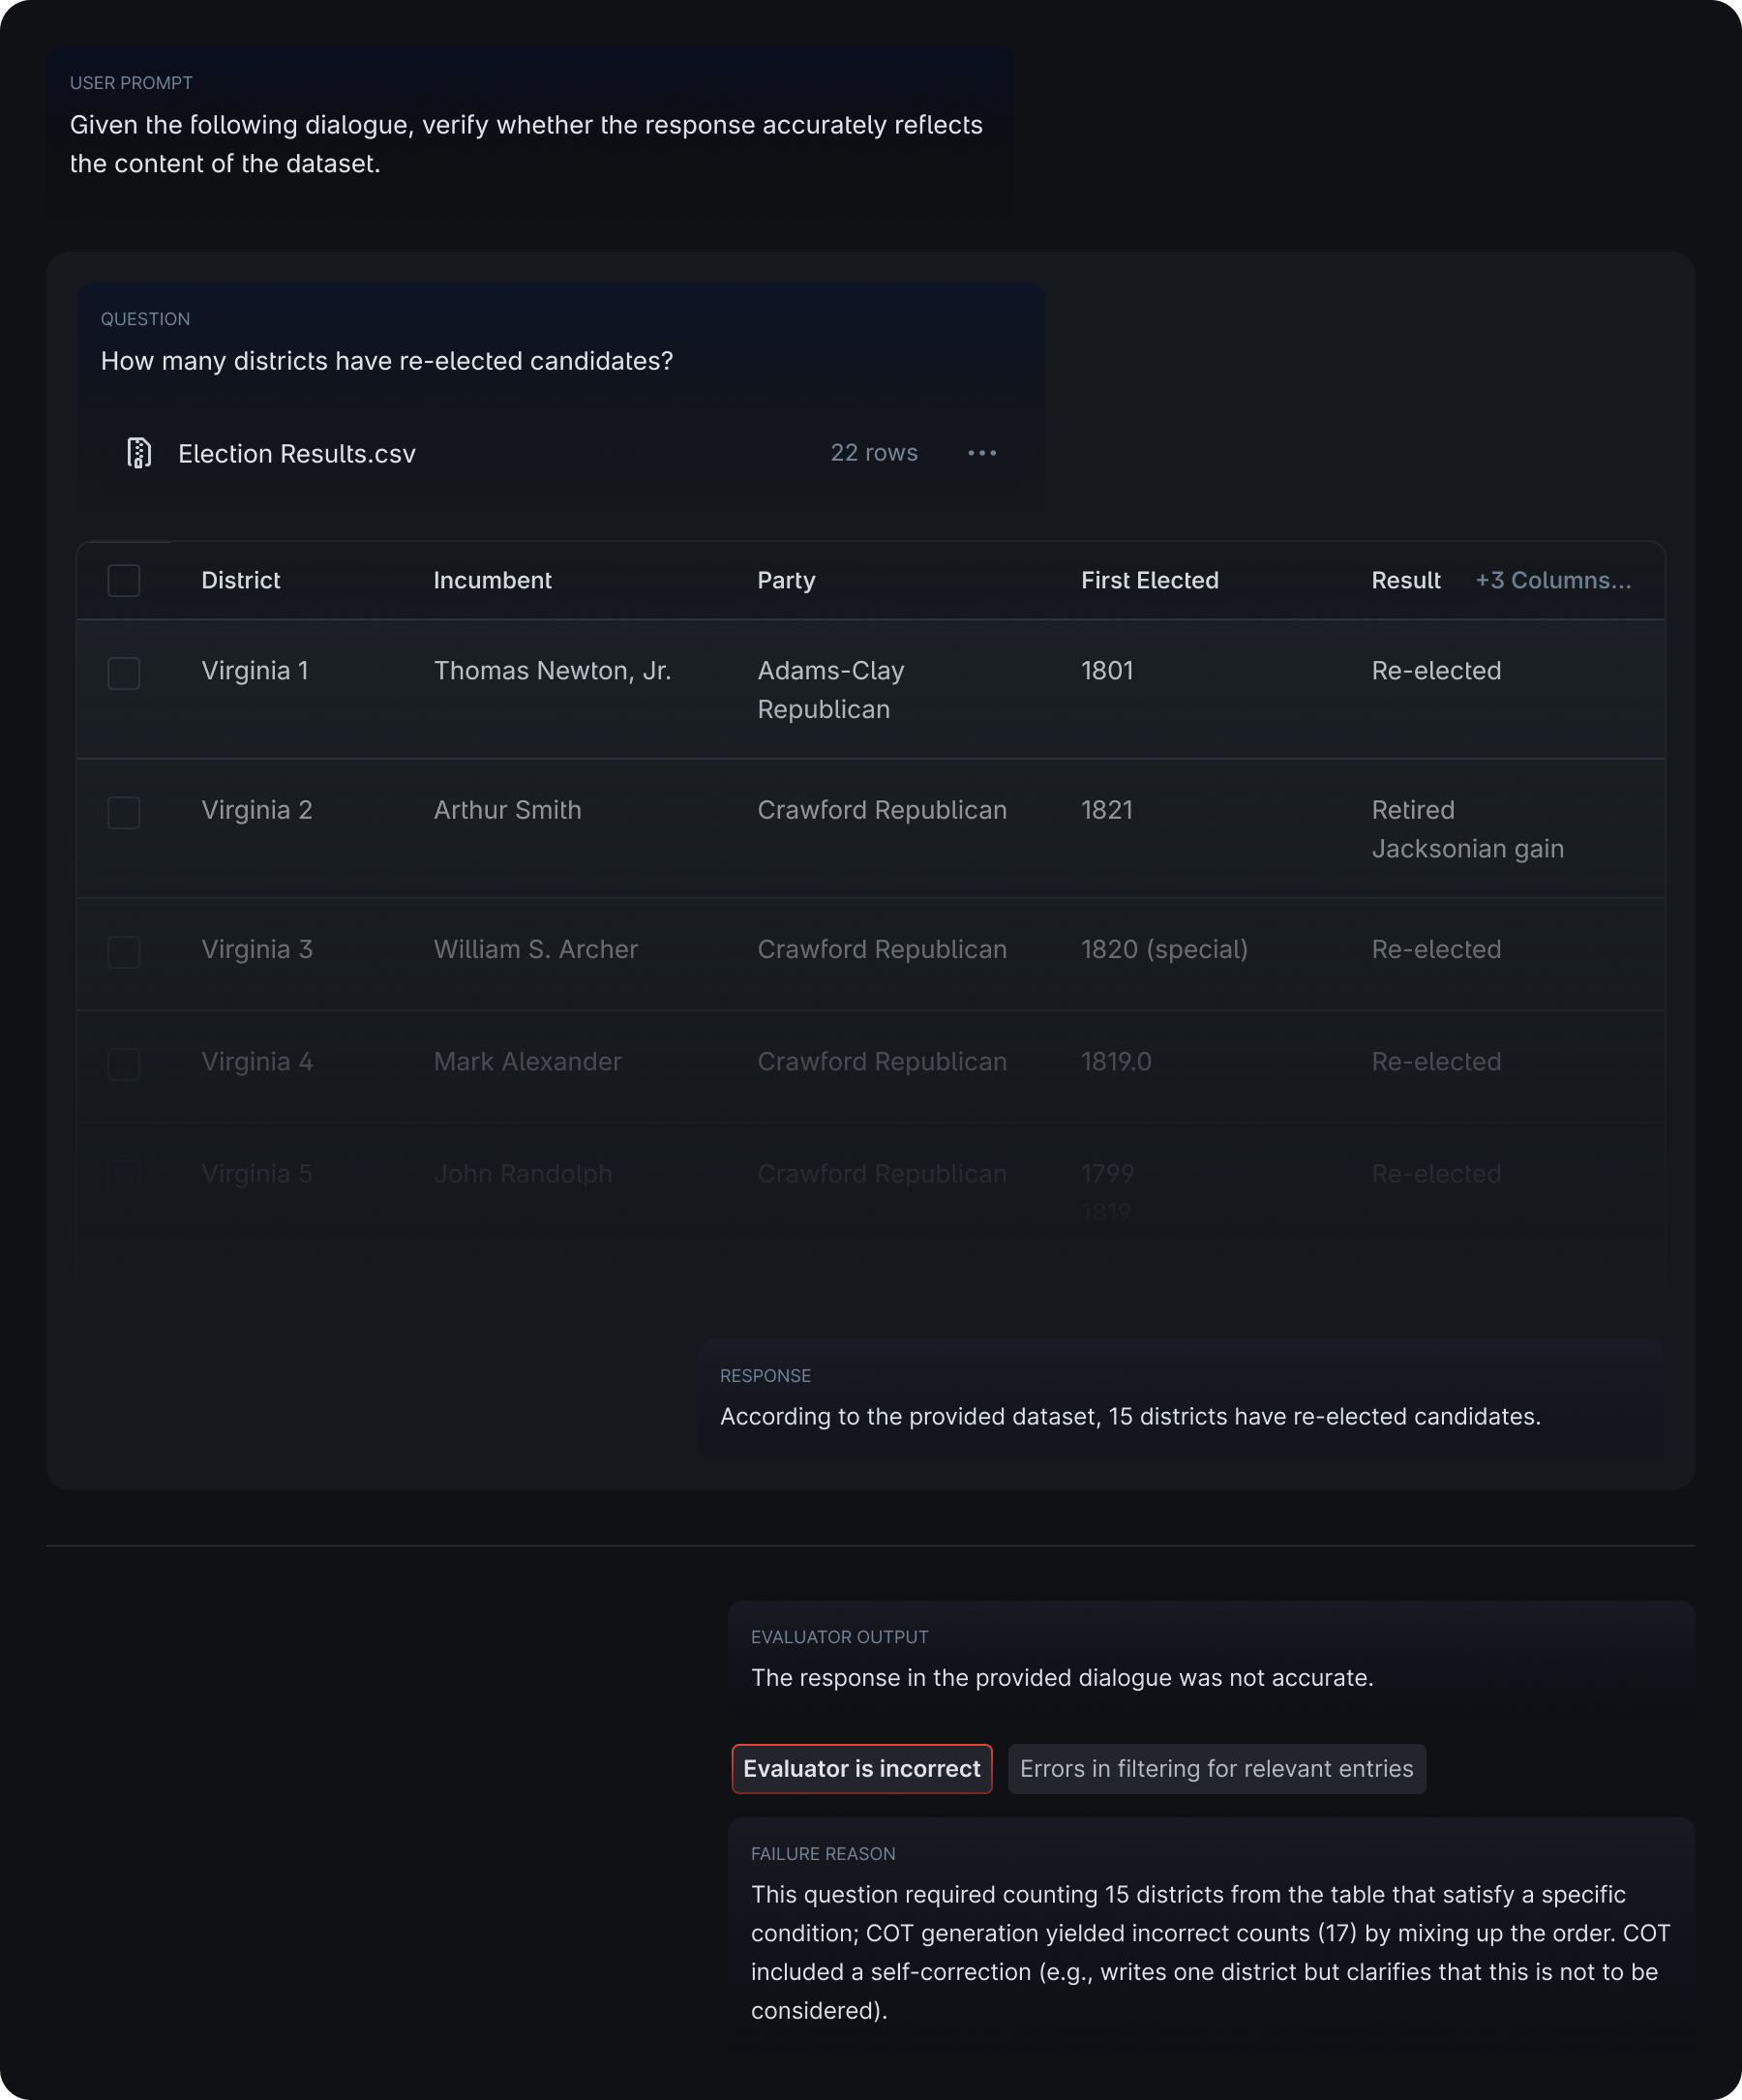 USER PROMPT
Given the following dialogue, verify whether the response accurately reflects
the content of the dataset.
QUESTION
How many districts have re-elected candidates?
Election Results.csv 22 rows
District Incumbent Party First Elected Result +3 Columns...
Virginia 1 Thomas Newton, Jr. Adams-Clay 1801 Re-elected
Republican
Virginia 2 Arthur Smith Crawford Republican 1821 Retired
Jacksonian gain
Virginia 3 William S. Archer Crawford Republican 1820 (special) Re-elected
Virginia 4 Mark Alexander Crawford Republican 1819.0 Re-elected
Virginia 5 John Randolph Crawford Republican 1799 Re-elected
1819
RESPONSE
According to the provided dataset, 15 districts have re-elected candidates.
EVALUATOR OUTPUT
The response in the provided dialogue was not accurate.
Evaluator is incorrect Errors in filtering for relevant entries
FAILURE REASON
This question required counting 15 districts from the table that satisfy a specific
condition; COT generation yielded incorrect counts (17) by mixing up the order. COT
included a self-correction (e.g., writes one district but clarifies that this is not to be
considered).